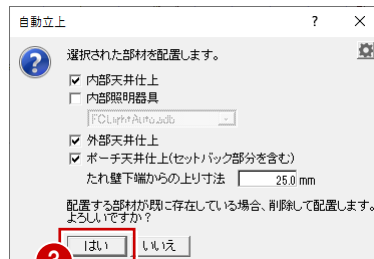 自動立上
?
×
選択された部材を配置します。
内部天井仕上
内部照明器具
FCLightAuto.sdb
外部天井仕上
ポーチ天井仕上(セットバック部分を含む)
たれ壁下端からの上り寸法 25.0 mm
配置する部材が既に存在している場合、削除して配置します。
よろしいですか?
はい いいえ